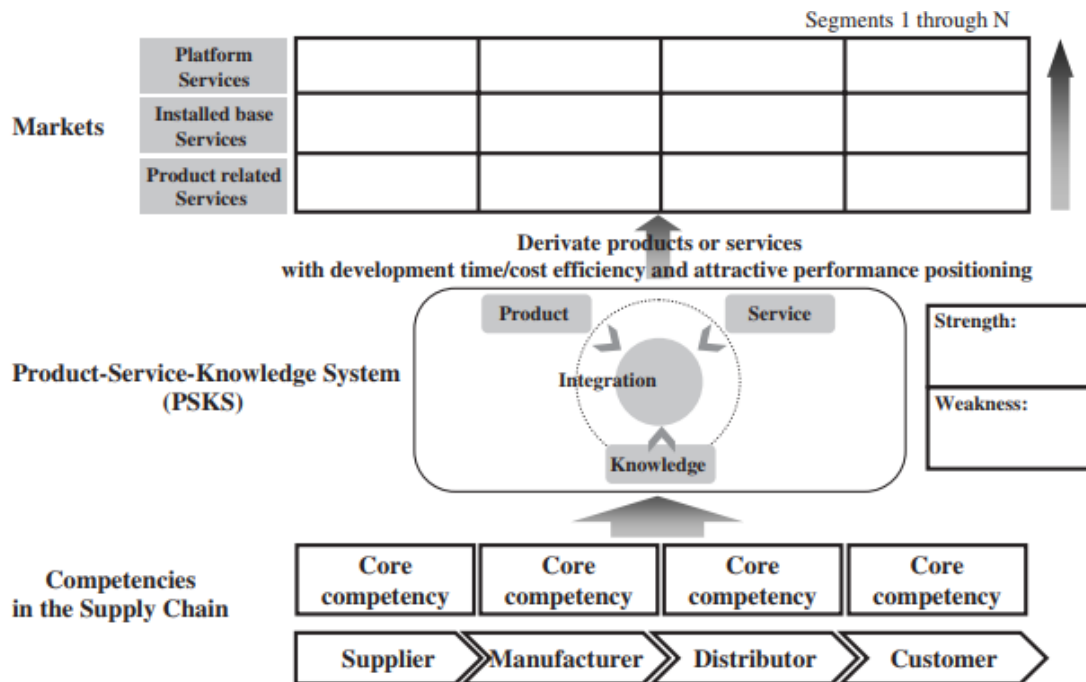 Segments 1 through N
Platform
Services
Markets
Installed base
Services
Product related
Services
Derivate products or services
with development time/cost efficiency and attractive performance positioning
Product
Service
Strength:
Product-Service-Knowledge System
(PSKS)
Integration
Weakness:
Knowledge
Competencies
in the Supply Chain
Core
competency
Core
competency
Core
competency
Core
competency
Supplier
Manufacturer
Distributor
Customer